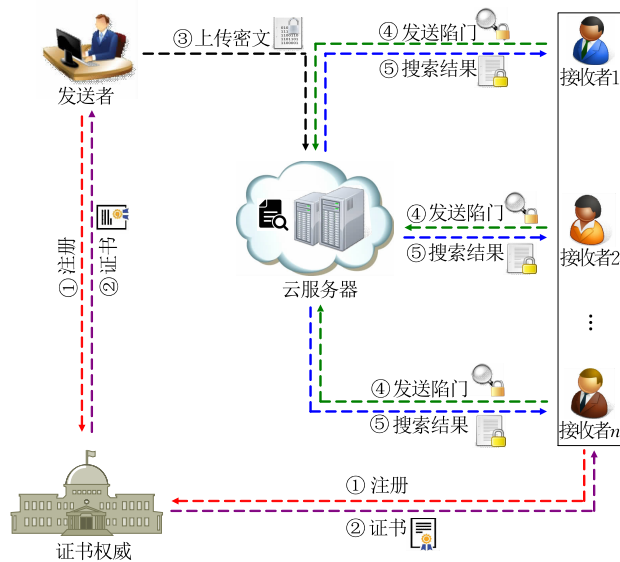 ③上传密文
④发送陷门
⑤搜索结果
接收者1
发送者
①注册
②证书
④发送陷门
⑤搜索结果
接收者2
云服务器
⋮
④发送陷门
⑤搜索结果
接收者n
①注册
②证书
证书权威